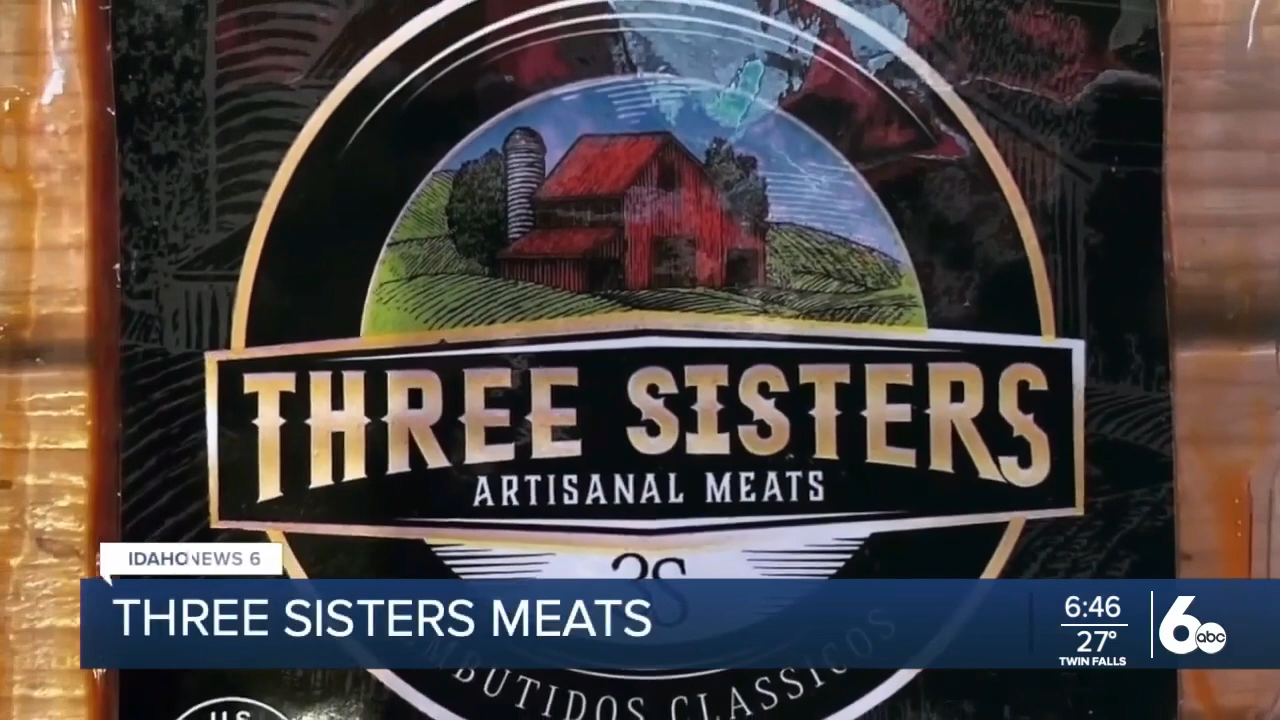 THREE SISTERS
ARTISANAL MEATS
3S
MBUTIDOS CLASSICOS
U.S.
IDAHO NEWS 6
THREE SISTERS MEATS
6:46
27°
TWIN FALLS
6 abc